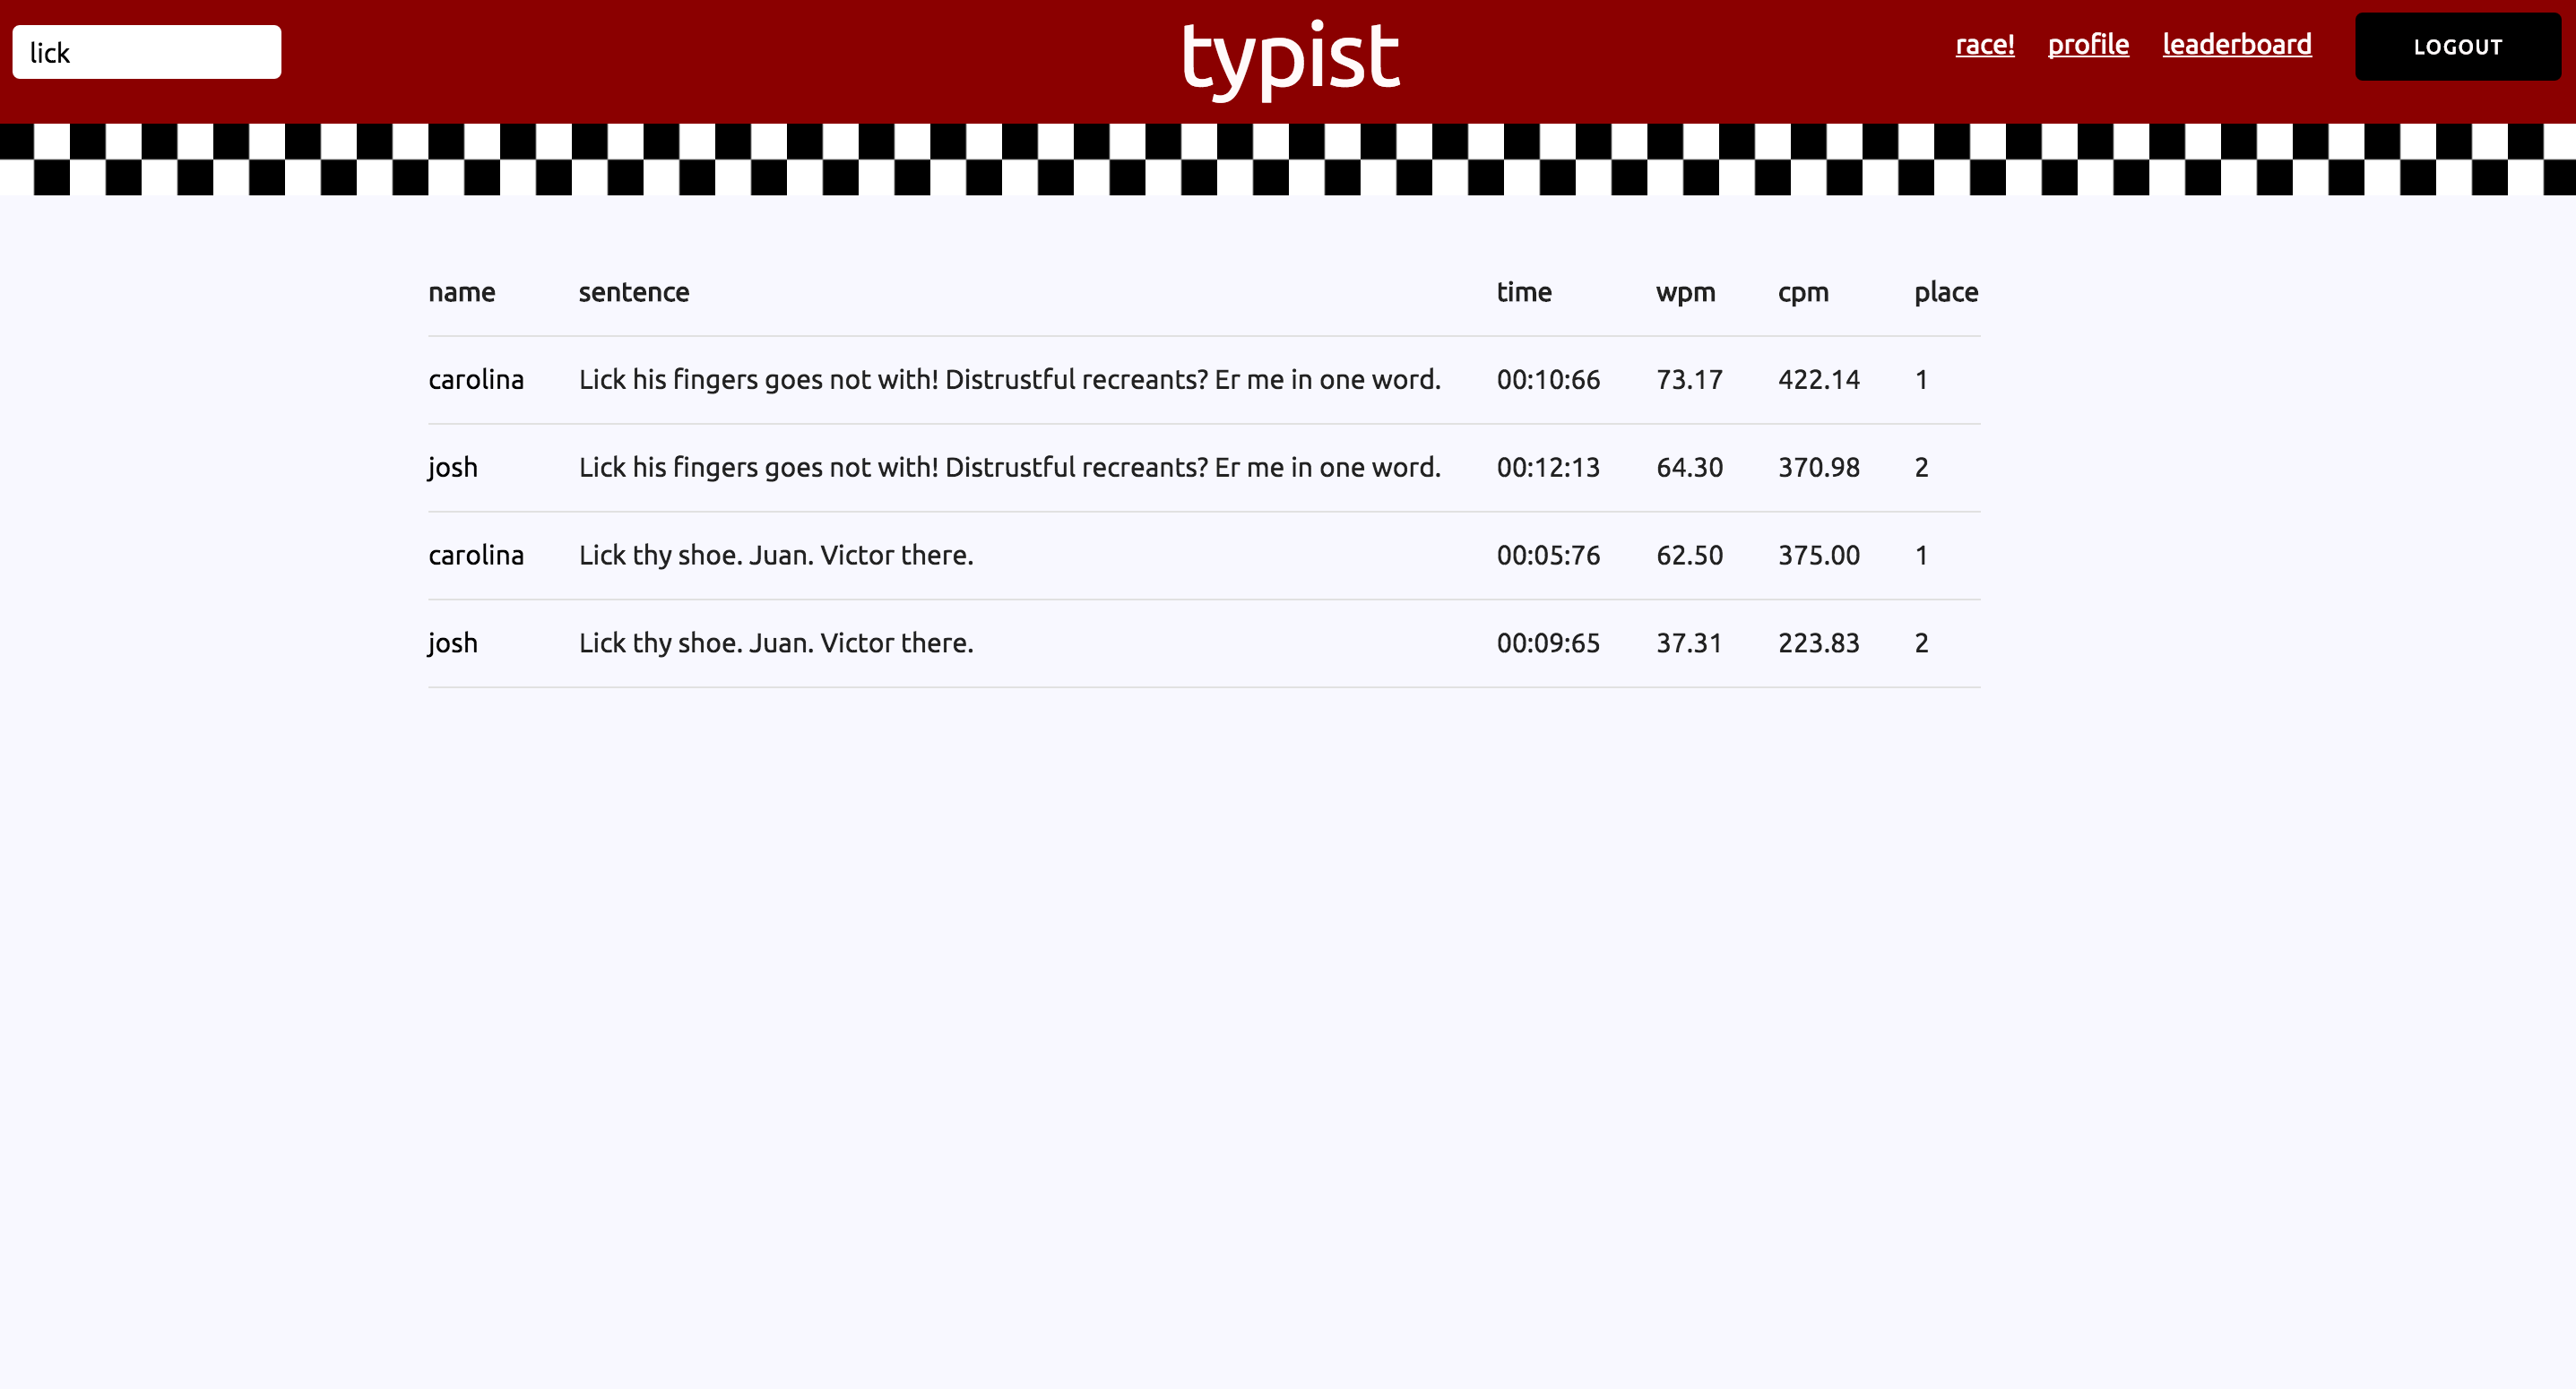 lick
typist
race! profile leaderboard LOGOUT
name sentence time wpm cpm place
carolina Lick his fingers goes not with! Distrustful recreants? Er me in one word. 00:10:66 73.17 422.14 1
josh Lick his fingers goes not with! Distrustful recreants? Er me in one word. 00:12:13 64.30 370.98 2
carolina Lick thy shoe. Juan. Victor there. 00:05:76 62.50 375.00 1
josh Lick thy shoe. Juan. Victor there. 00:09:65 37.31 223.83 2